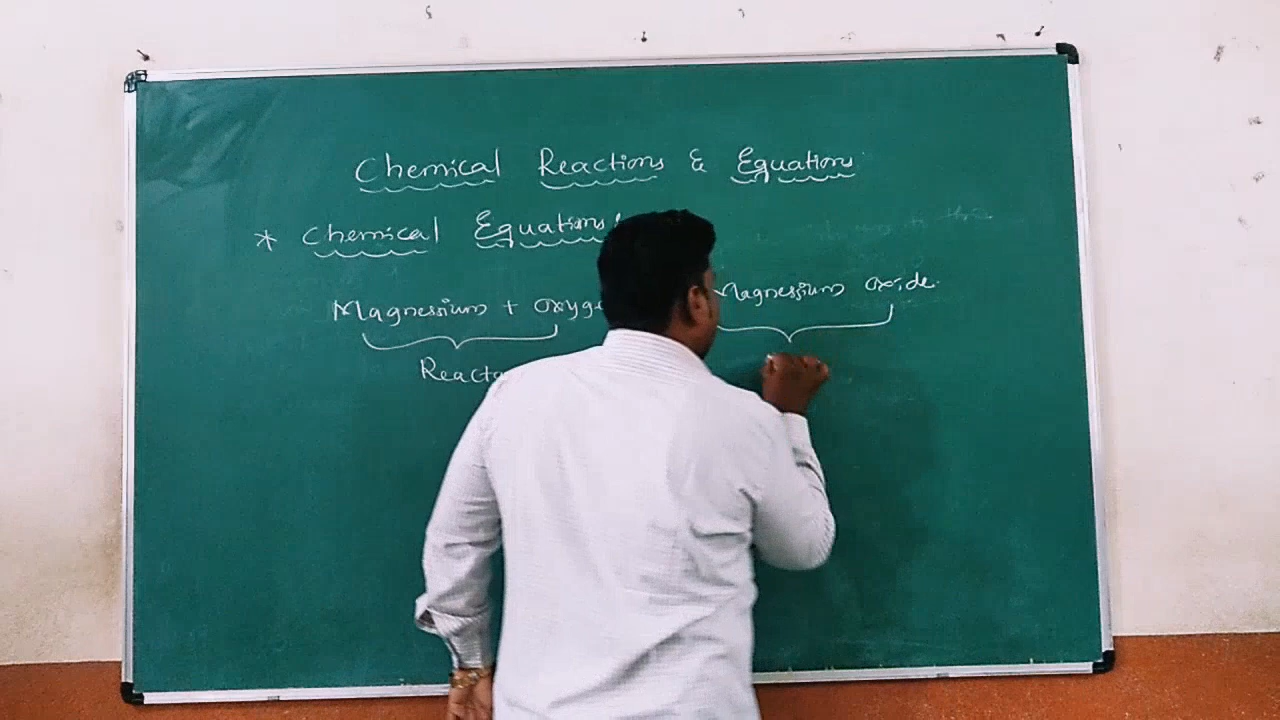 Chemical Reactions & Equations
* Chemical Equations:
Magnessium + Oxyge Magnessium Oxide.
Reacta